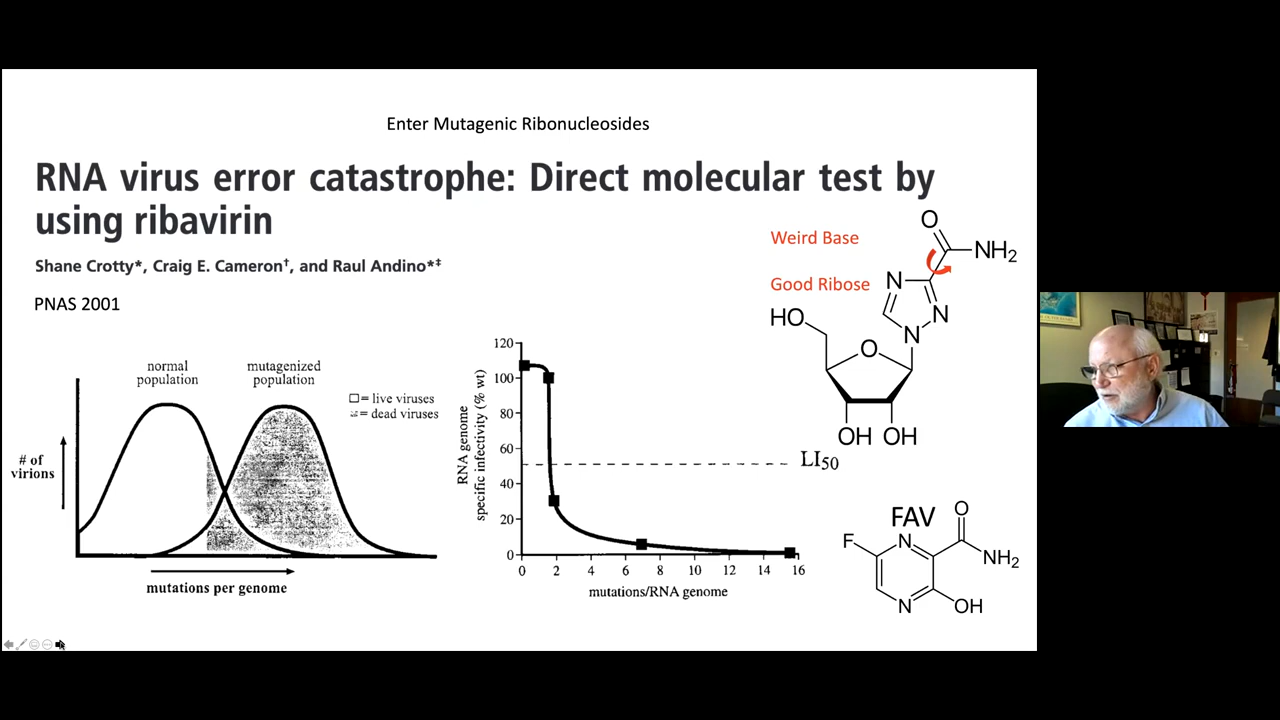 Enter Mutagenic Ribonucleosides
RNA virus error catastrophe: Direct molecular test by
using ribavirin
Shane Crotty*, Craig E. Cameron†, and Raul Andino*‡
PNAS 2001
Weird Base
Good Ribose
O
NH2
N
N
N
HO
O
OH OH
normal
population
mutagenized
population
□= live viruses
= dead viruses
# of
virions
mutations per genome
RNA genome
specific infectivity (% wt)
120
100
80
60
40
20
0
LI50
0 2 4 6 8 10 12 14 16
mutations/RNA genome
FAV
O
F
N
NH2
N
OH